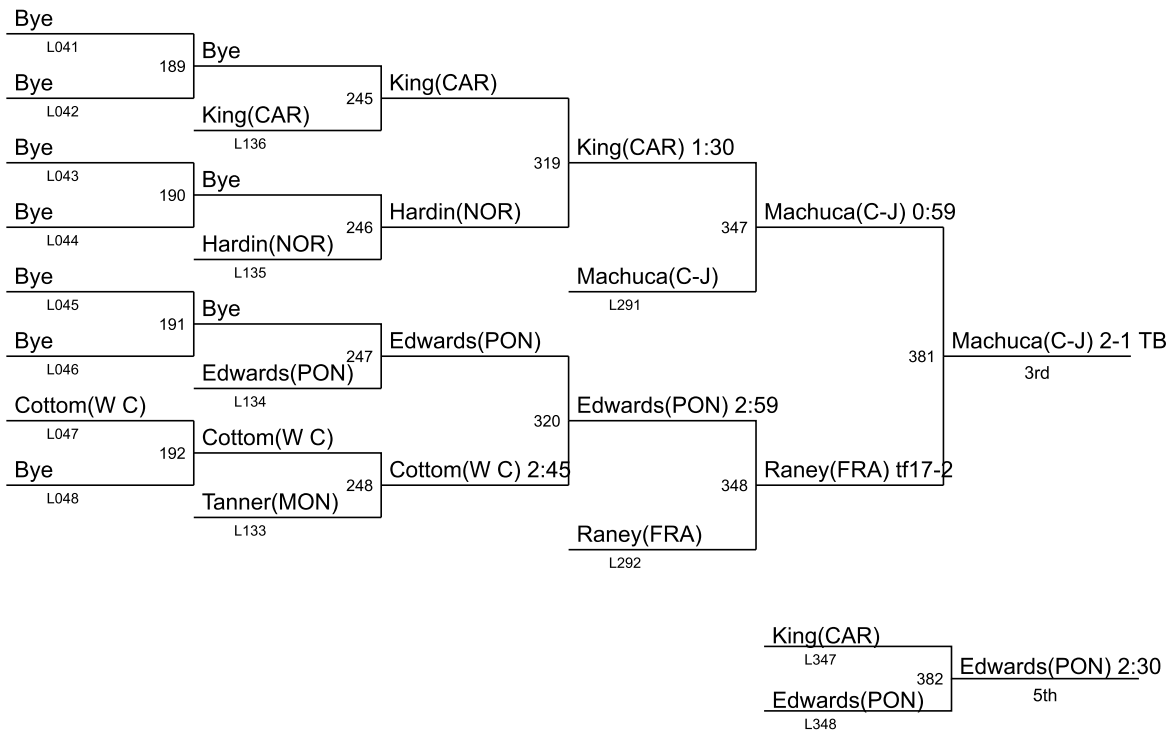 Bye
L041
189
Bye
L042
Bye
King(CAR)
L136
245
King(CAR)
Bye
L043
190
Bye
L044
Bye
Hardin(NOR)
L135
246
Hardin(NOR)
319
King(CAR) 1:30
Machuca(C-J)
L291
347
Machuca(C-J) 0:59
Bye
L045
191
Bye
L046
Bye
Edwards(PON)
L134
247
Edwards(PON)
Cottom(W C)
L047
192
Bye
L048
Cottom(W C)
Tanner(MON)
L133
248
Cottom(W C) 2:45
320
Edwards(PON) 2:59
Raney(FRA)
L292
348
Raney(FRA) tf17-2
381
Machuca(C-J) 2-1 TB
3rd
King(CAR)
L347
382
Edwards(PON)
L348
Edwards(PON) 2:30
5th